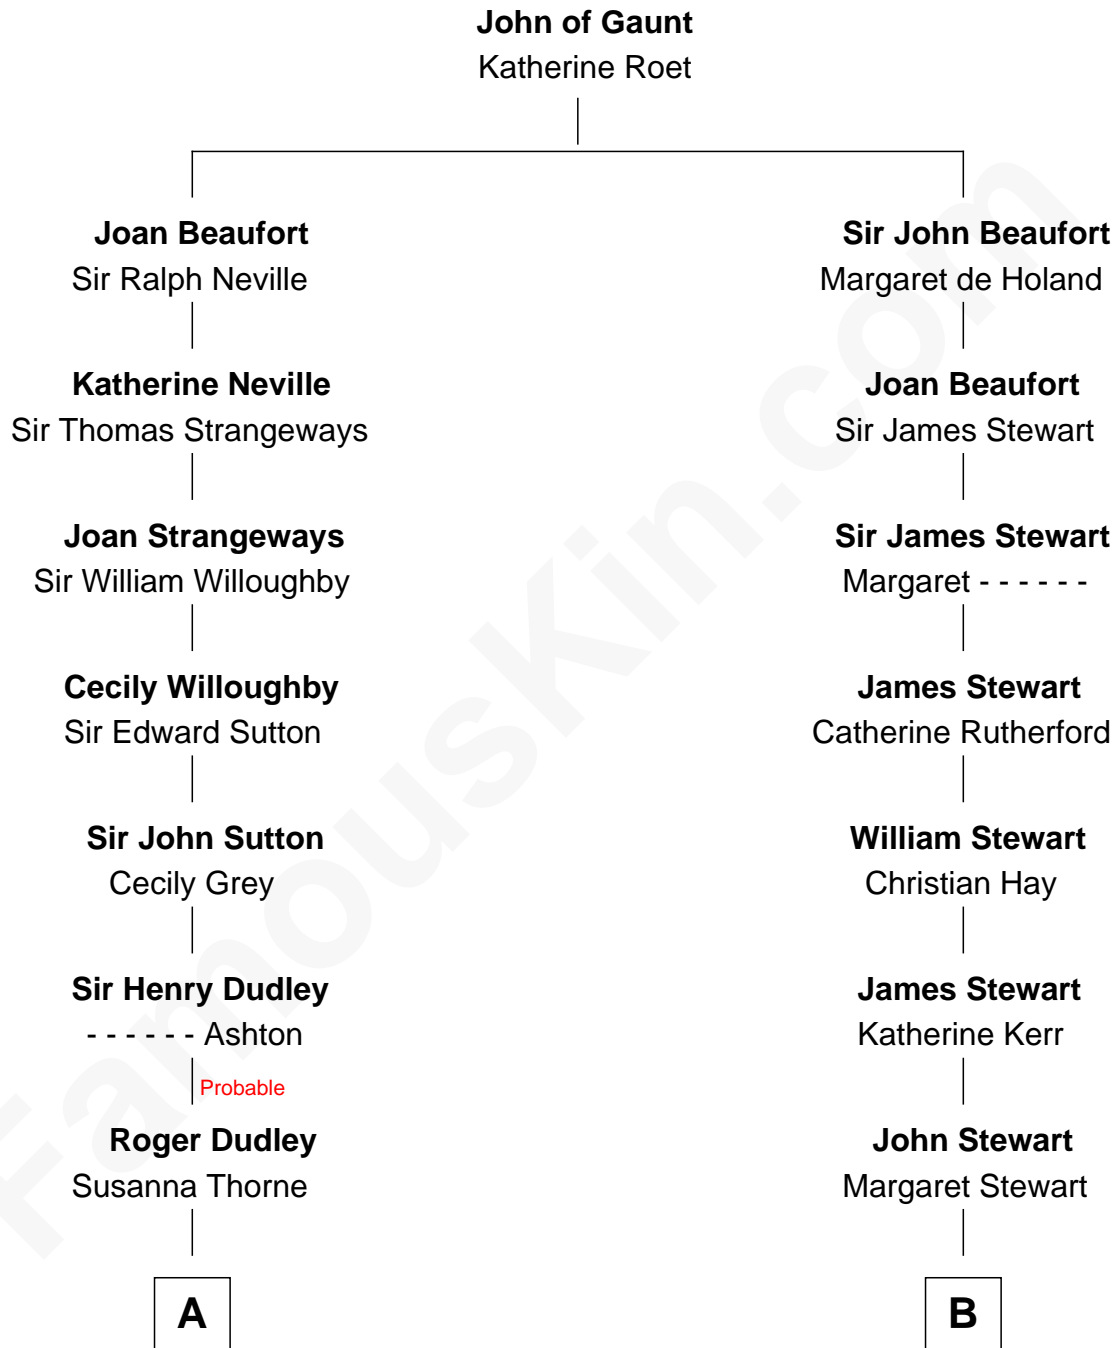 John of Gaunt
Katherine Roet
Joan Beaufort
Sir Ralph Neville
Katherine Neville
Sir Thomas Strangeways
Joan Strangeways
Sir William Willoughby
Cecily Willoughby
Sir Edward Sutton
Sir John Sutton
Cecily Grey
Sir Henry Dudley
- - - - - - Ashton
Probable
Roger Dudley
Susanna Thorne
A
Sir John Beaufort
Margaret de Holand
Joan Beaufort
Sir James Stewart
Sir James Stewart
Margaret - - - - - -
James Stewart
Catherine Rutherford
William Stewart
Christian Hay
James Stewart
Katherine Kerr
John Stewart
Margaret Stewart
B
FamousKin.com